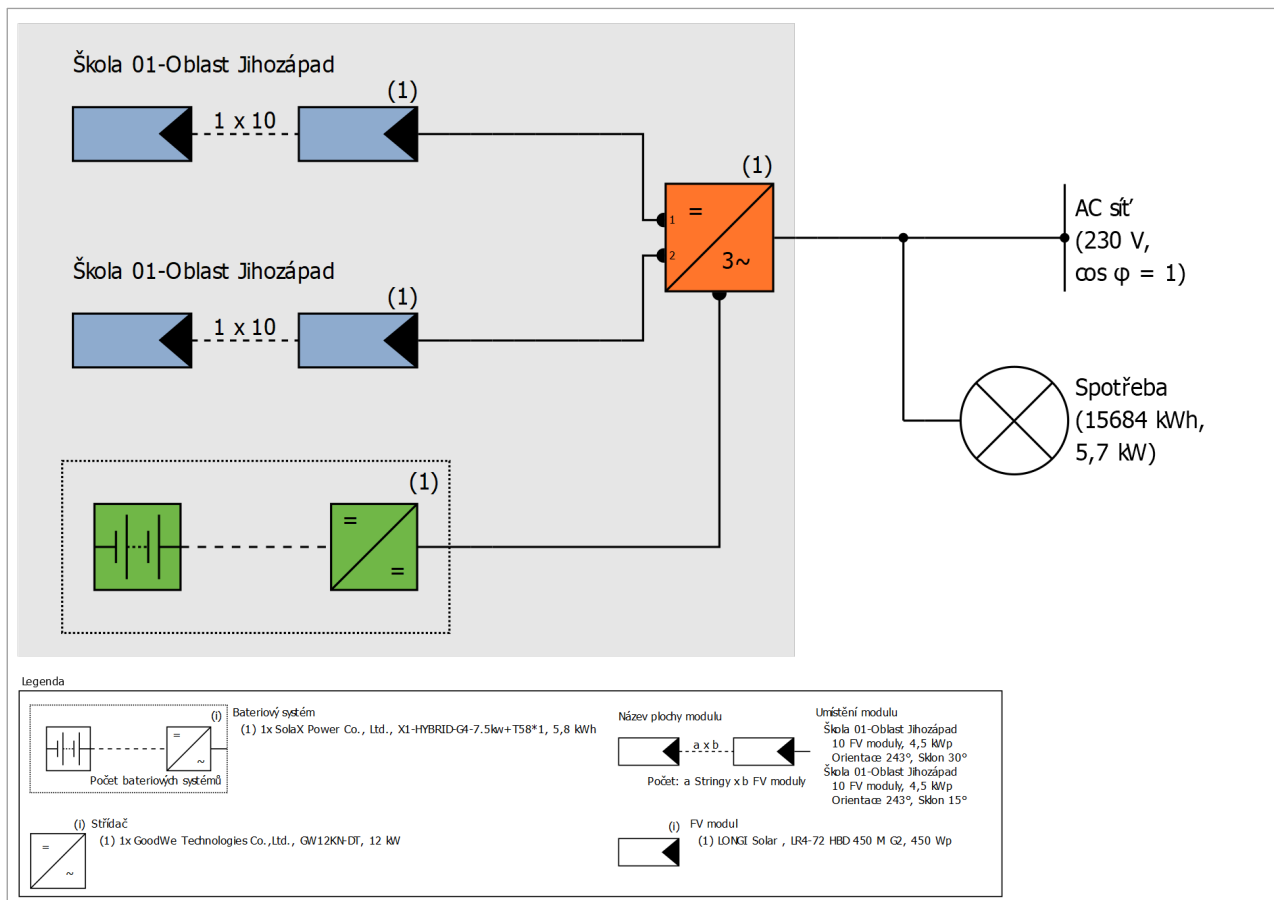 Škola 01-Oblast Jihozápad
(1)
1 x 10
(1)
1
=
2
3~
AC síť
(230 V,
cos φ = 1)
Škola 01-Oblast Jihozápad
(1)
1 x 10
Spotřeba
(15684 kWh,
5,7 kW)
(1)
=
=
Legenda
(i) Bateriový systém
(1) 1x SolaX Power Co., Ltd., X1-HYBRID-G4-7.5kw+T58*1, 5,8 kWh
=
~
Počet bateriových systémů
(i) Střídač
(1) 1x GoodWe Technologies Co.,Ltd., GW12KN-DT, 12 kW
=
~
Název plochy modulu
a x b
Počet: a Stringy x b FV moduly
Umístění modulu
Škola 01-Oblast Jihozápad
10 FV moduly, 4,5 kWp
Orientace 243°, Sklon 30°
Škola 01-Oblast Jihozápad
10 FV moduly, 4,5 kWp
Orientace 243°, Sklon 15°
(i) FV modul
(1) LONGI Solar , LR4-72 HBD 450 M G2, 450 Wp